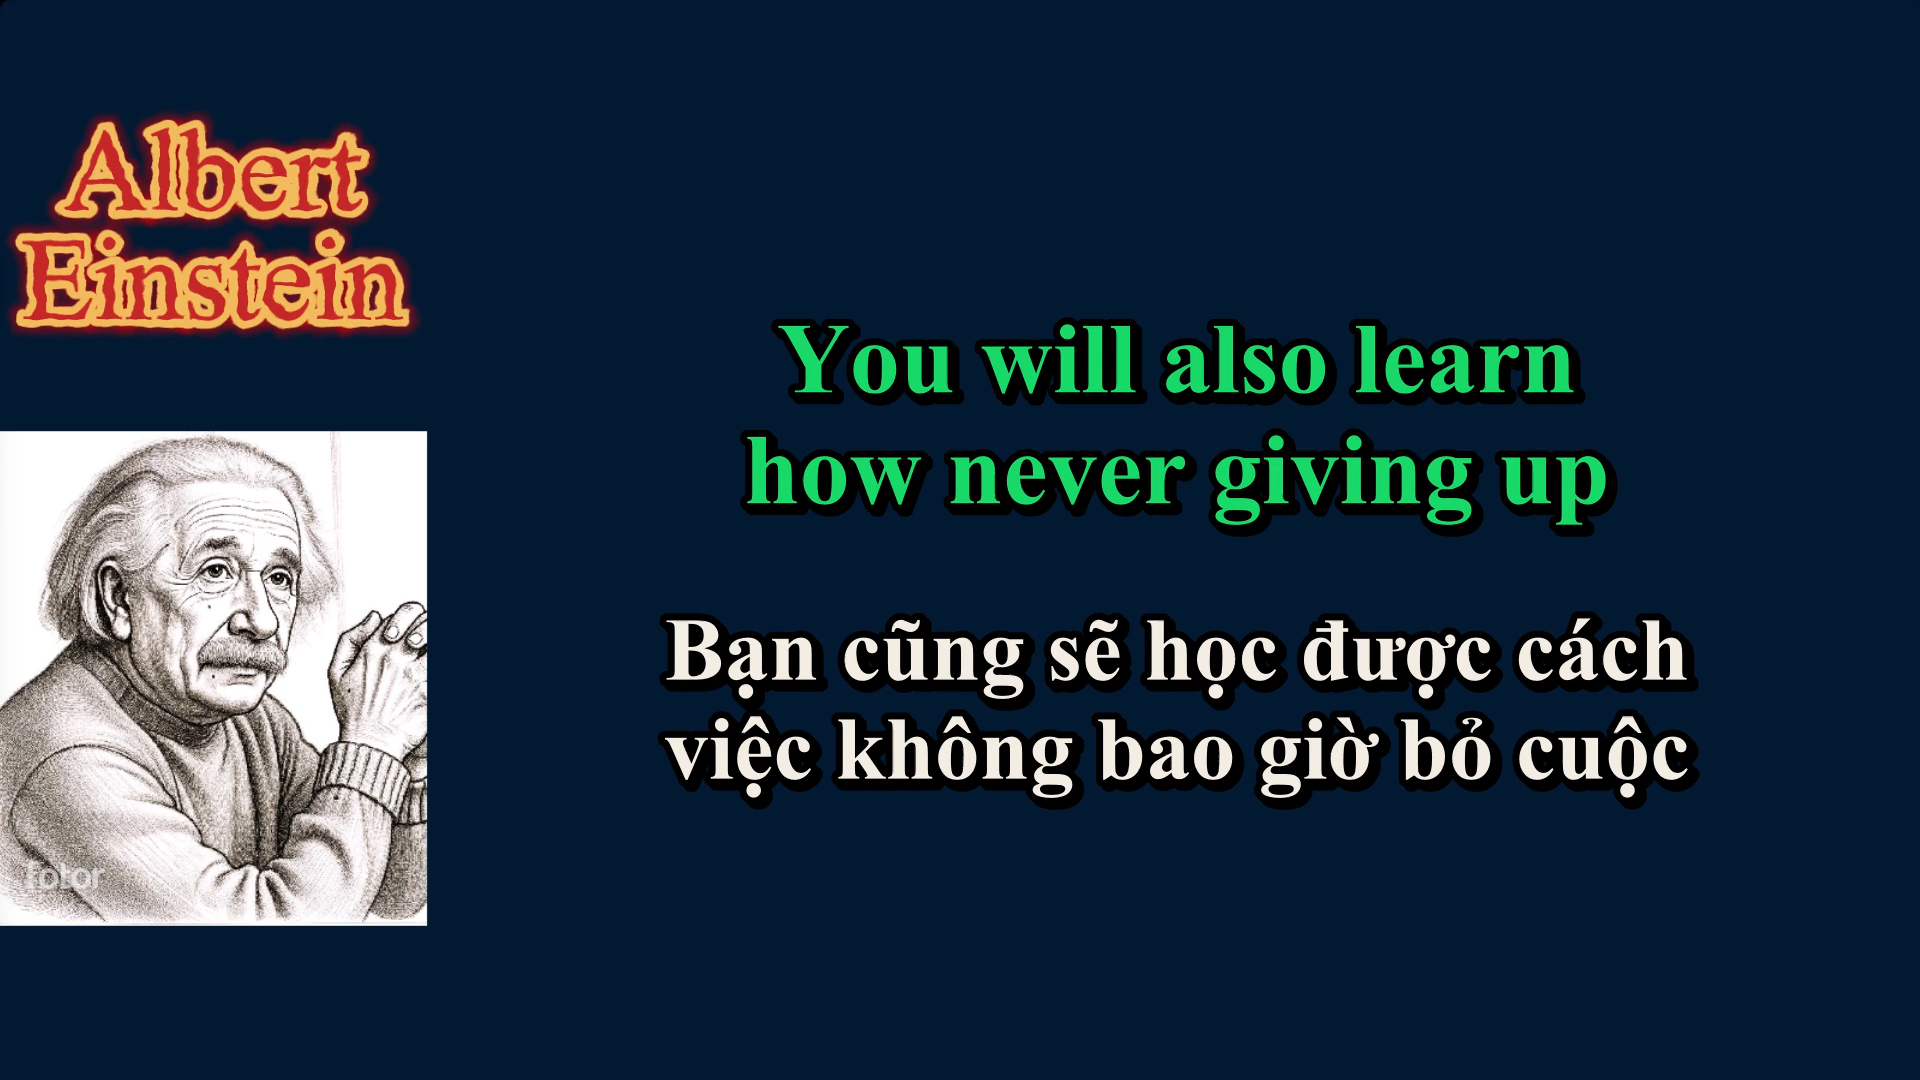 Albert
Einstein
You will also learn
how never giving up
Bạn cũng sẽ học được cách
việc không bao giờ bỏ cuộc
fotor